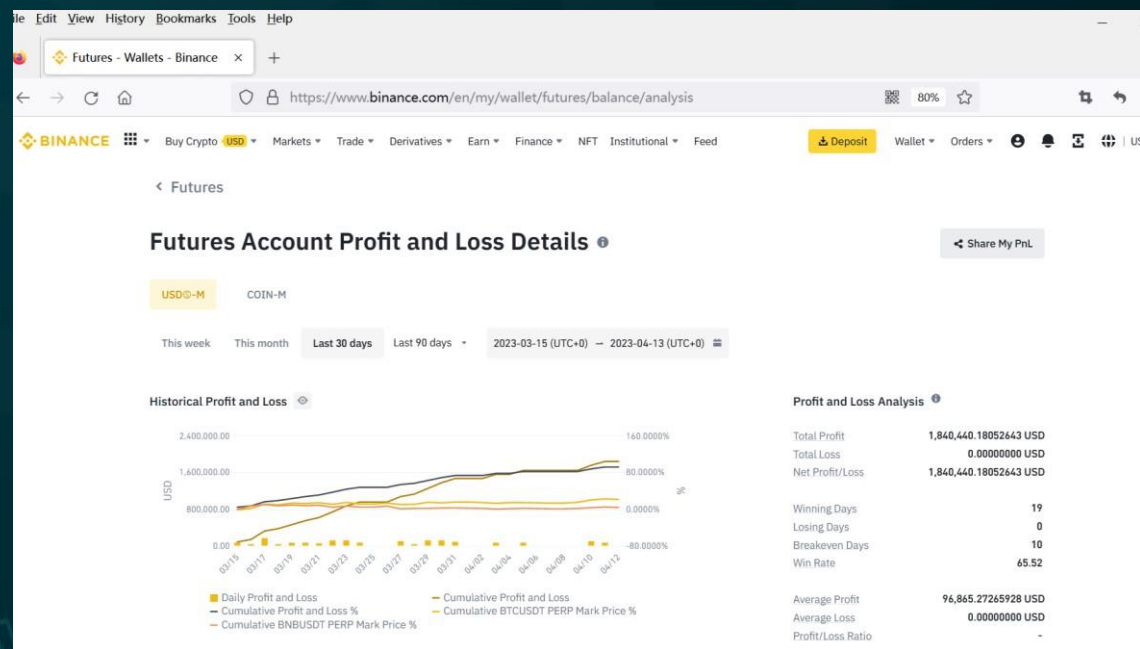 ile Edit View History Bookmarks Tools Help
Futures - Wallets - Binance × +
https://www.binance.com/en/my/wallet/futures/balance/analysis 80%
BINANCE Buy Crypto USD Markets Trade Derivatives Earn Finance NFT Institutional Feed Deposit Wallet Orders | US
< Futures
Futures Account Profit and Loss Details
Share My PnL
USDⓈ-M COIN-M
This week This month Last 30 days Last 90 days 2023-03-15 (UTC+0) — 2023-04-13 (UTC+0)
Historical Profit and Loss
2,400,000.00 160.0000%
1,600,000.00 80.0000%
USD %
800,000.00 0.0000%
0.00 -80.0000%
03/15 03/17 03/19 03/21 03/23 03/25 03/27 03/29 03/31 04/02 04/04 04/06 04/08 04/10 04/12
Daily Profit and Loss Cumulative Profit and Loss
Cumulative Profit and Loss % Cumulative BTCUSDT PERP Mark Price %
Cumulative BNBUSDT PERP Mark Price %
Profit and Loss Analysis
Total Profit 1,840,440.18052643 USD
Total Loss 0.00000000 USD
Net Profit/Loss 1,840,440.18052643 USD
Winning Days 19
Losing Days 0
Breakeven Days 10
Win Rate 65.52
Average Profit 96,865.27265928 USD
Average Loss 0.00000000 USD
Profit/Loss Ratio -